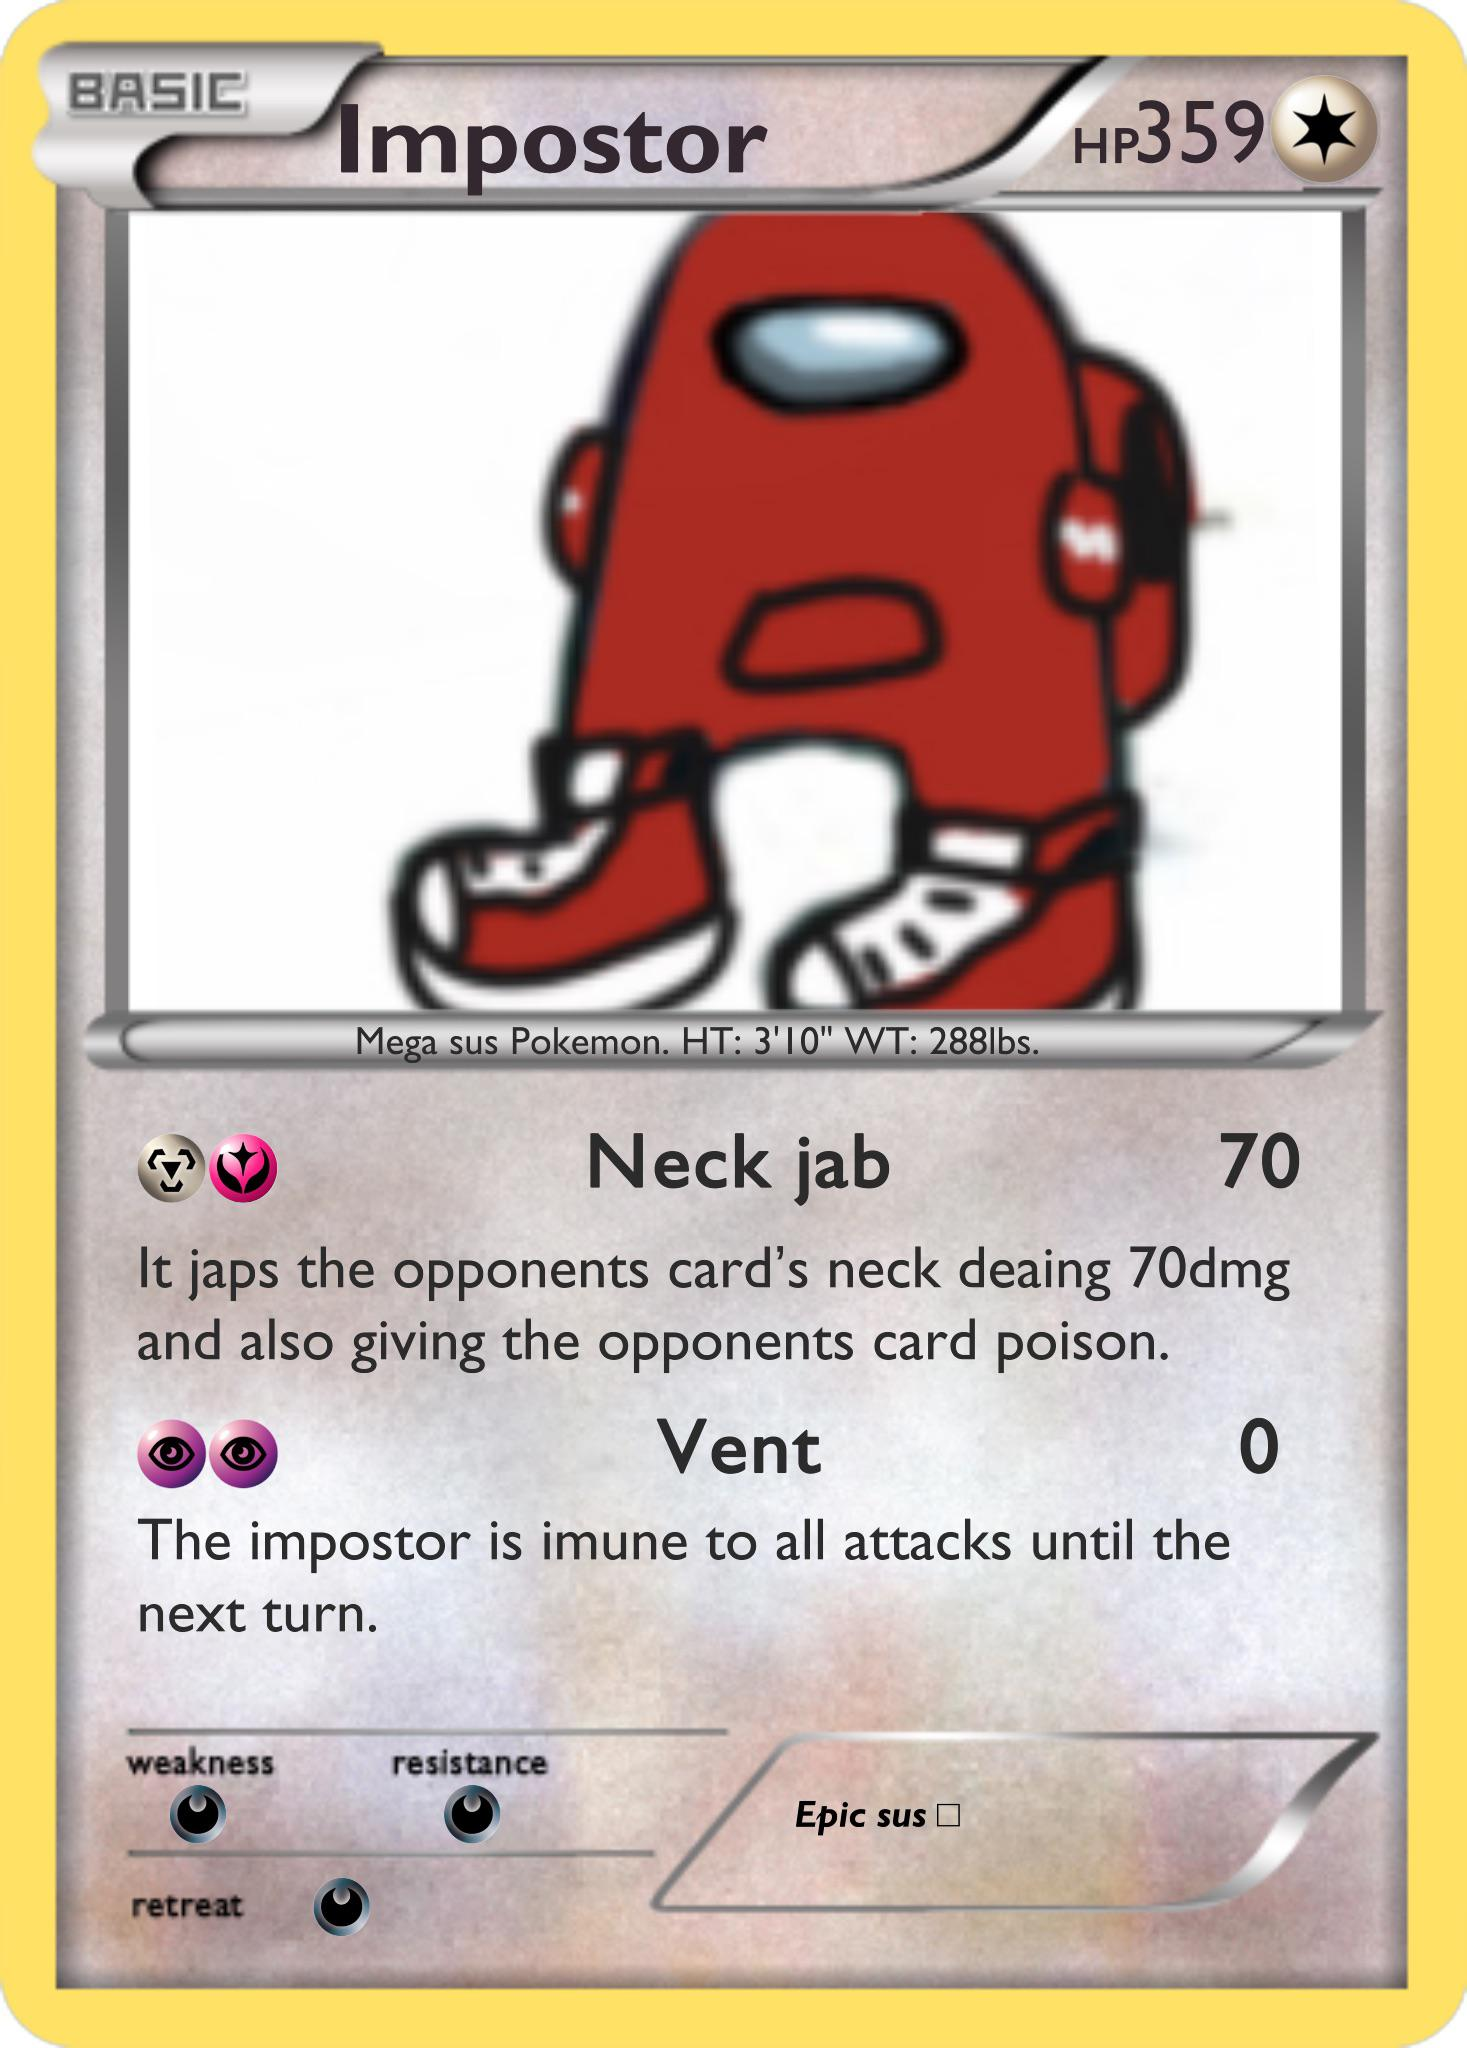 BASIC
Impostor
HP359
Mega sus Pokemon. HT: 3'10" WT: 288lbs.
Neck jab 70
It japs the opponents card’s neck deaing 70dmg
and also giving the opponents card poison.
Vent 0
The impostor is imune to all attacks until the
next turn.
weakness resistance
Epic sus □
retreat